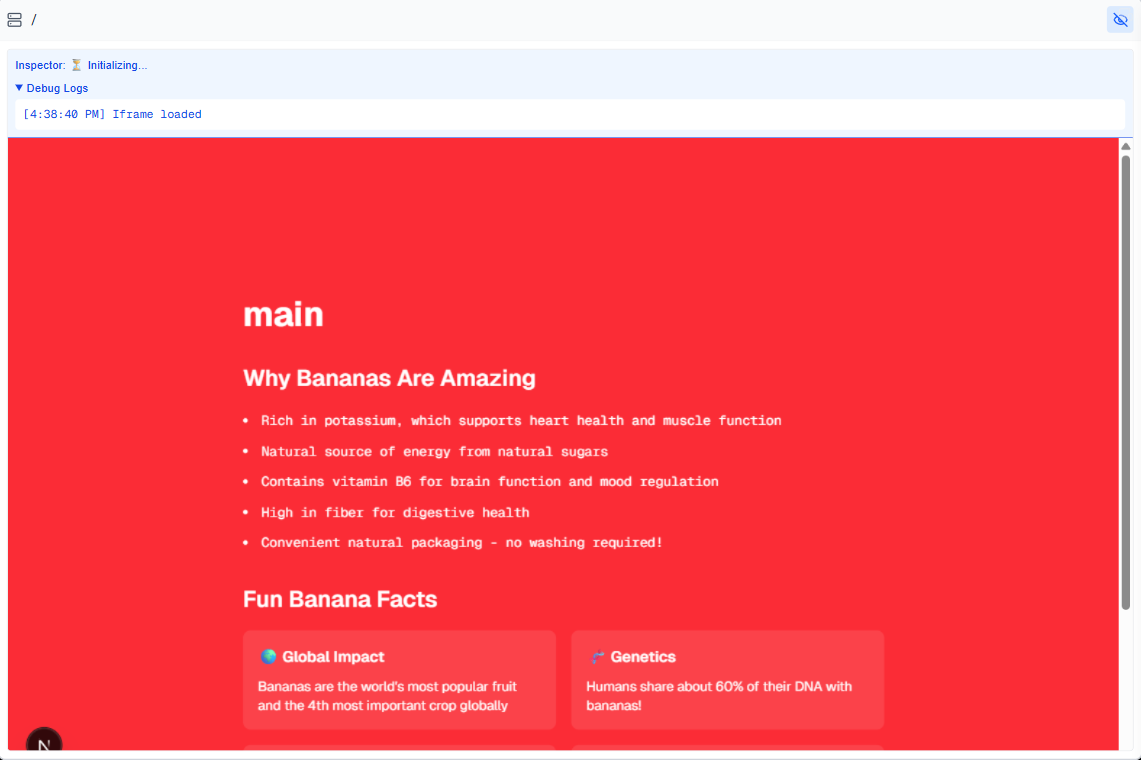 /
Inspector: ⏳ Initializing...
▼ Debug Logs
[4:38:40 PM] Iframe loaded
main
Why Bananas Are Amazing
• Rich in potassium, which supports heart health and muscle function
• Natural source of energy from natural sugars
• Contains vitamin B6 for brain function and mood regulation
• High in fiber for digestive health
• Convenient natural packaging - no washing required!
Fun Banana Facts
🌍 Global Impact
Bananas are the world's most popular fruit
and the 4th most important crop globally
🧬 Genetics
Humans share about 60% of their DNA with
bananas!
N